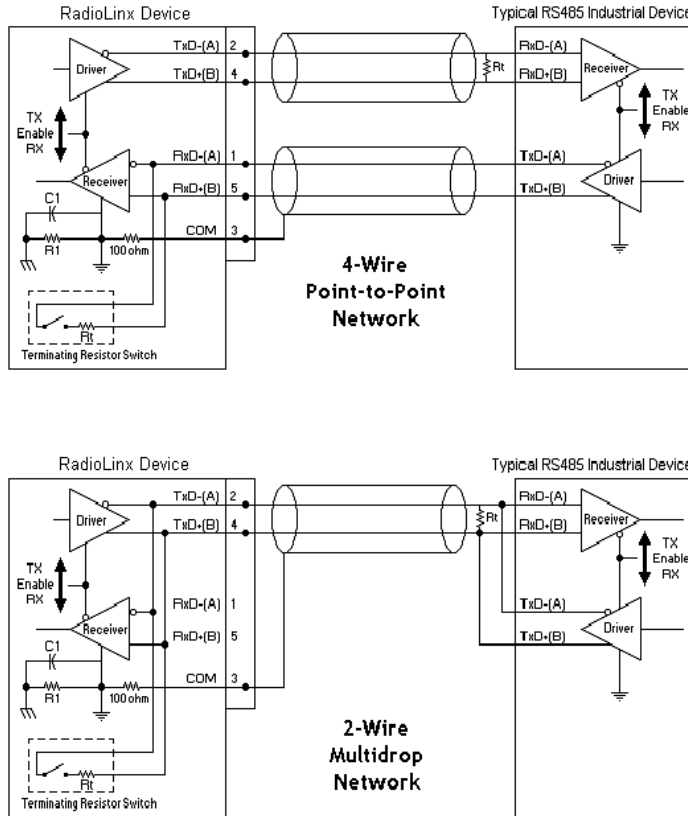 RadioLinx Device
Typical RS485 Industrial Device
TxD-(A) 2
RxD-(A)
Driver
TxD+(B) 4
Rt
RxD+(B)
Receiver
TX
Enable
RX
TX
Enable
RX
RxD-(A) 1
TxD-(A)
Receiver
RxD+(B) 5
TxD+(B)
Driver
C1
COM 3
R1
100 ohm
4-Wire
Point-to-Point
Network
Rt
Terminating Resistor Switch
RadioLinx Device
Typical RS485 Industrial Device
TxD-(A) 2
RxD-(A)
Driver
TxD+(B) 4
Rt
RxD+(B)
Receiver
TX
Enable
RX
TX
Enable
RX
RxD-(A) 1
TxD-(A)
Receiver
RxD+(B) 5
TxD+(B)
Driver
C1
COM 3
R1
100 ohm
2-Wire
Multidrop
Network
Rt
Terminating Resistor Switch